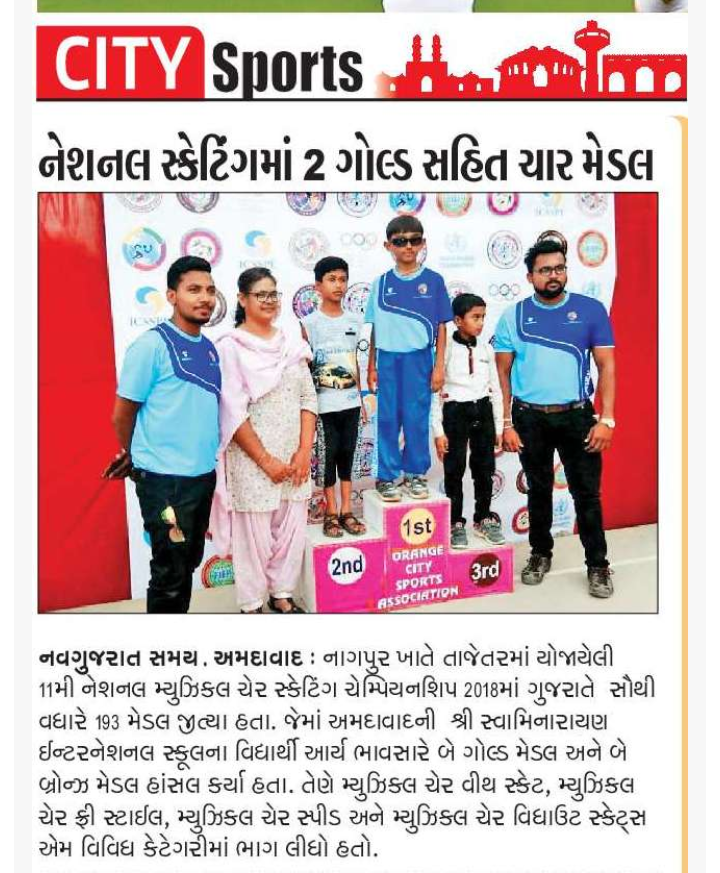 CITY Sports
નેશનલ સ્કેટિંગમાં 2 ગોલ્ડ સહિત ચાર મેડલ
1st
2nd
ORANGE
CITY
SPORTS
ASSOCIATION
3rd
નવગુજરાત સમય. અમદાવાદ : નાગપુર ખાતે તાજેતરમાં યોજાયેલી
11મી નેશનલ મ્યુઝિકલ ચેર સ્કેટિંગ ચેમ્પિયનશિપ 2018માં ગુજરાતે સૌથી
વધારે 193 મેડલ જીત્યા હતા. જેમાં અમદાવાદની શ્રી સ્વામિનારાયણ
ઈન્ટરનેશનલ સ્કૂલના વિદ્યાર્થી આર્ય ભાવસારે બે ગોલ્ડ મેડલ અને બે
બ્રોન્ઝ મેડલ હાંસલ કર્યા હતા. તેણે મ્યુઝિકલ ચેર વીથ સ્કેટ, મ્યુઝિકલ
ચેર ફ્રી સ્ટાઈલ, મ્યુઝિકલ ચેર સ્પીડ અને મ્યુઝિકલ ચેર વિધાઉટ સ્કેટ્સ
એમ વિવિધ કેટેગરીમાં ભાગ લીધો હતો.